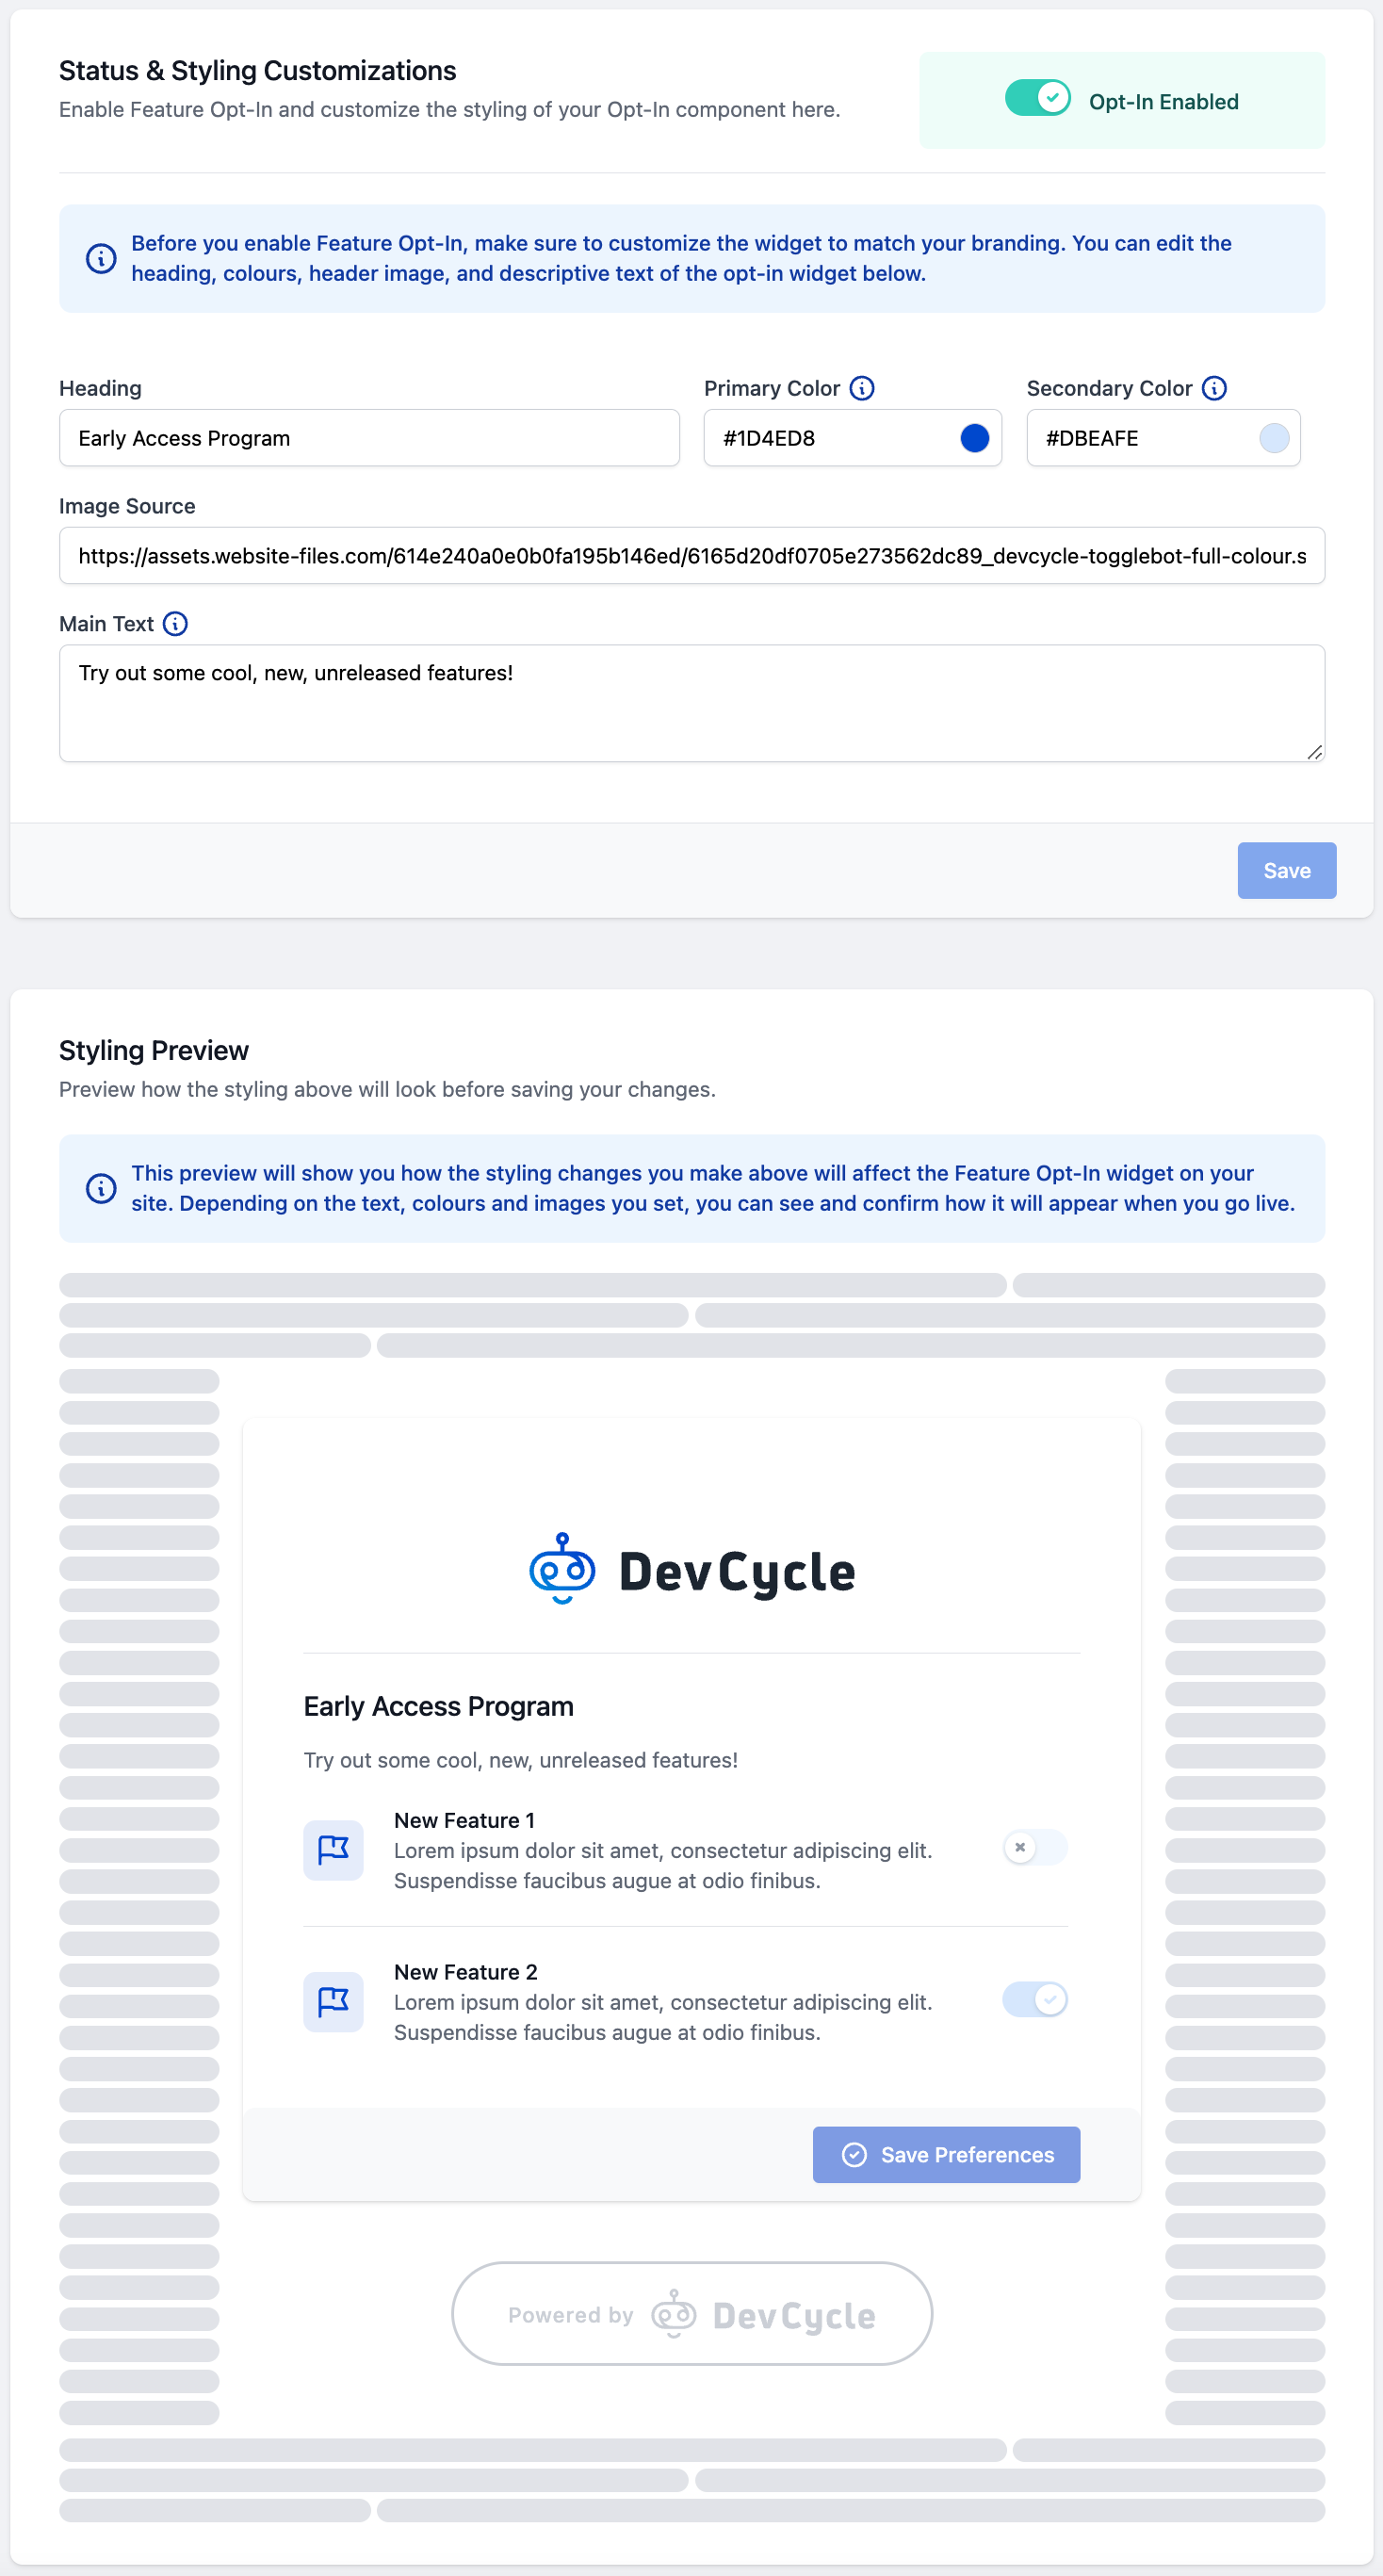 Status & Styling Customizations
Enable Feature Opt-In and customize the styling of your Opt-In component here.
Opt-In Enabled
Before you enable Feature Opt-In, make sure to customize the widget to match your branding. You can edit the
heading, colours, header image, and descriptive text of the opt-in widget below.
Heading
Primary Color
Secondary Color
Early Access Program
#1D4ED8
#DBEAFE
Image Source
https://assets.website-files.com/614e240a0e0b0fa195b146ed/6165d20df0705e273562dc89_devcycle-togglebot-full-colour.s
Main Text
Try out some cool, new, unreleased features!
Save
Styling Preview
Preview how the styling above will look before saving your changes.
This preview will show you how the styling changes you make above will affect the Feature Opt-In widget on your
site. Depending on the text, colours and images you set, you can see and confirm how it will appear when you go live.
DevCycle
Early Access Program
Try out some cool, new, unreleased features!
New Feature 1
Lorem ipsum dolor sit amet, consectetur adipiscing elit.
Suspendisse faucibus augue at odio finibus.
New Feature 2
Lorem ipsum dolor sit amet, consectetur adipiscing elit.
Suspendisse faucibus augue at odio finibus.
Save Preferences
Powered by DevCycle